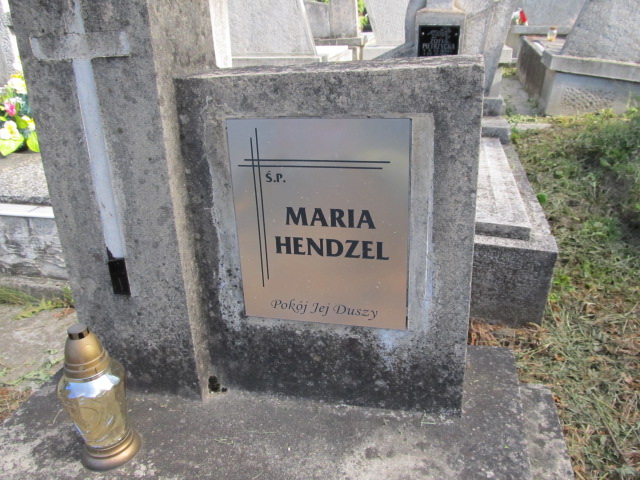 Ś.P.
MARIA
HENDZEL
Pokój Jej Duszy